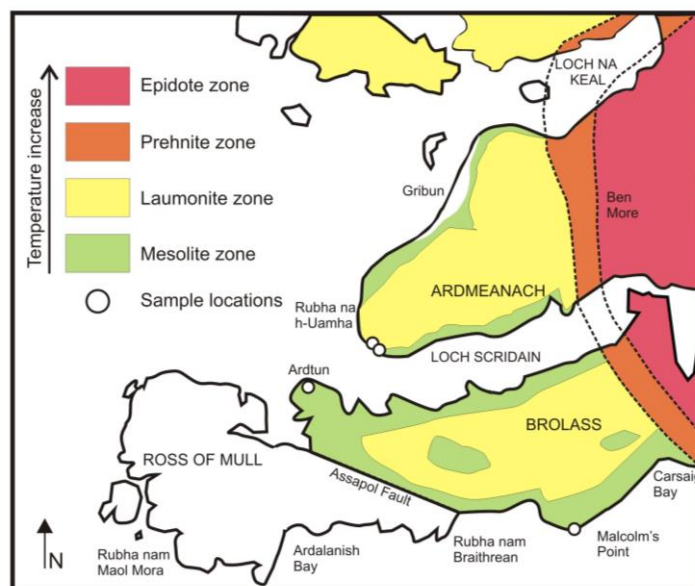 Temperature increase
Epidote zone
Prehnite zone
Laumonite zone
Mesolite zone
Sample locations
LOCH NA
KEAL
Gribun
Ben
More
ARDMEANACH
Rubha na
h-Uamha
LOCH SCRIDAIN
Ardtun
BROLASS
ROSS OF MULL
Assapol Fault
Carsaig
Bay
N
Rubha nam
Maol Mora
Ardalanish
Bay
Rubha nam
Braithrean
Malcolm's
Point